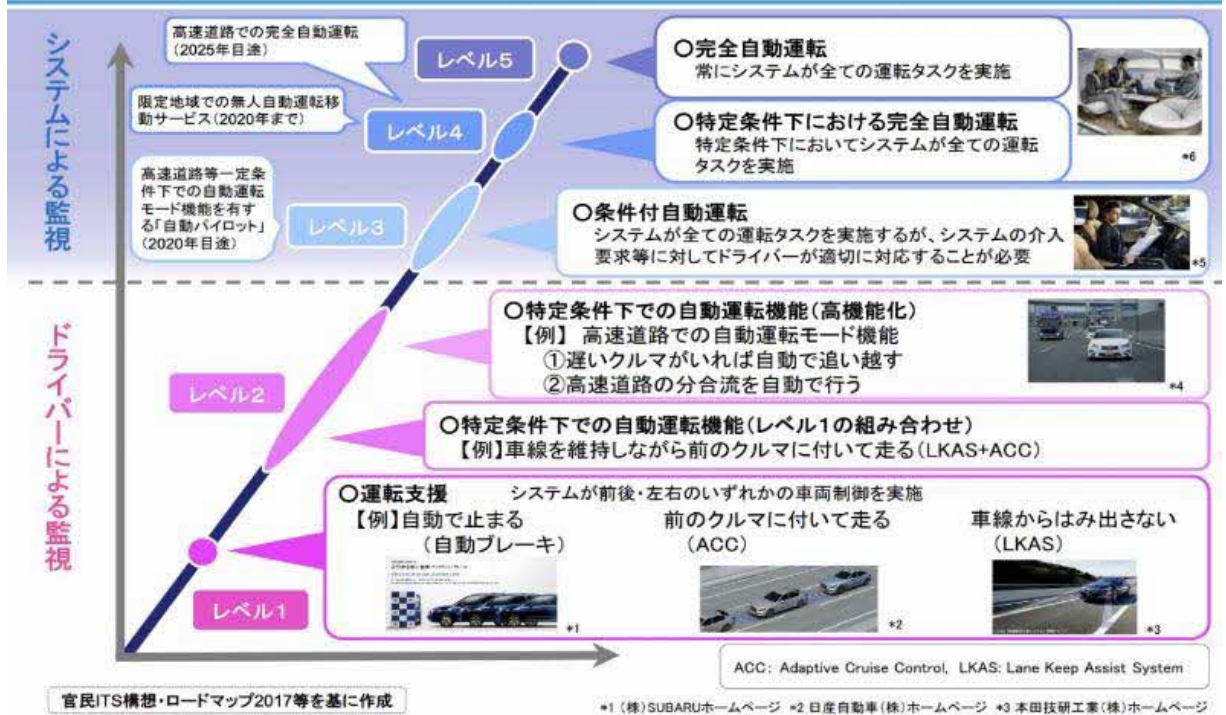 システムによる監視
ドライバーによる監視
高速道路での完全自動運転
(2025年目途)
レベル5
〇完全自動運転
常にシステムが全ての運転タスクを実施
限定地域での無人自動運転移
動サービス(2020年まで)
レベル4
〇特定条件下における完全自動運転
特定条件下においてシステムが全ての運転
タスクを実施
*6
高速道路等一定条
件下での自動運転
モード機能を有す
る「自動パイロット」
(2020年目途)
レベル3
〇条件付自動運転
システムが全ての運転タスクを実施するが、システムの介入
要求等に対してドライバーが適切に対応することが必要
*5
〇特定条件下での自動運転機能(高機能化)
【例】 高速道路での自動運転モード機能
①遅いクルマがいれば自動で追い越す
②高速道路の分合流を自動で行う
*4
レベル2
〇特定条件下での自動運転機能(レベル1の組み合わせ)
【例】車線を維持しながら前のクルマに付いて走る(LKAS+ACC)
〇運転支援 システムが前後・左右のいずれかの車両制御を実施
【例】自動で止まる
(自動ブレーキ)
*1
前のクルマに付いて走る
(ACC)
*2
車線からはみ出さない
(LKAS)
*3
レベル1
ACC: Adaptive Cruise Control, LKAS: Lane Keep Assist System
官民ITS構想・ロードマップ2017等を基に作成
*1 (株)SUBARUホームページ *2 日産自動車(株)ホームページ *3 本田技研工業(株)ホームページ